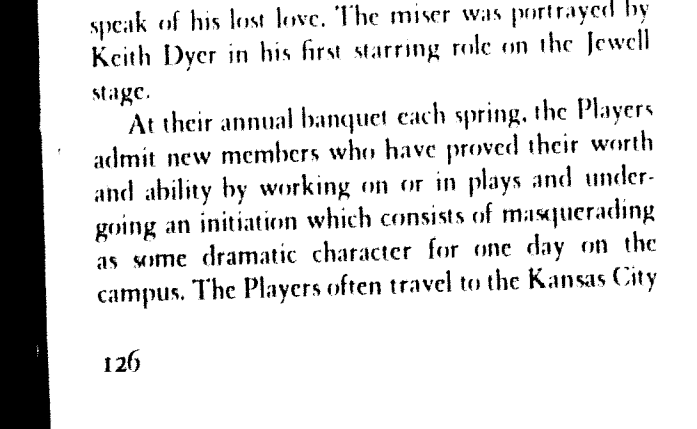 speak of his lost love. The miser was portrayed by
Keith Dyer in his first starring role on the Jewell
stage.
At their annual banquet each spring, the Players
admit new members who have proved their worth
and ability by working on or in plays and under-
going an initiation which consists of masquerading
as some dramatic character for one day on the
campus. The Players often travel to the Kansas City
126